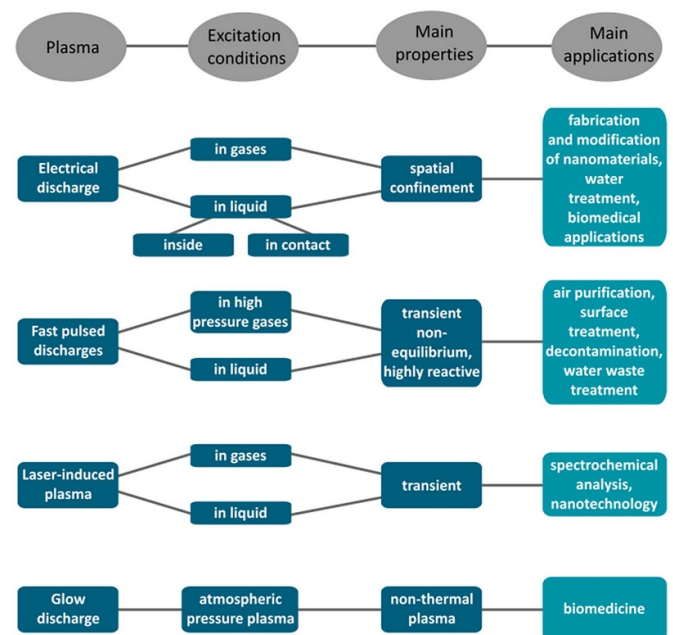 Plasma
Excitation
conditions
Main
properties
Main
applications
Electrical
discharge
in gases
in liquid
inside
in contact
spatial
confinement
fabrication
and modification
of nanomaterials,
water
treatment,
biomedical
applications
Fast pulsed
discharges
in high
pressure gases
in liquid
transient
non-
equilibrium,
highly reactive
air purification,
surface
treatment,
decontamination,
water waste
treatment
Laser-induced
plasma
in gases
in liquid
transient
spectrochemical
analysis,
nanotechnology
Glow
discharge
atmospheric
pressure plasma
non-thermal
plasma
biomedicine